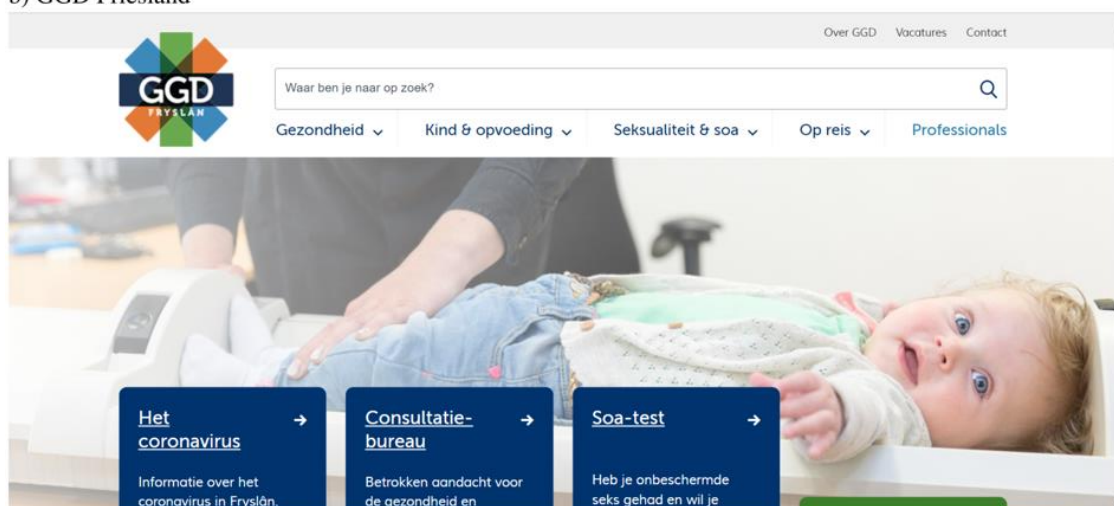 b) GGD Friesland
Over GGD Vacatures Contact
GGD
FRYSLÂN
Waar ben je naar op zoek?
Gezondheid Kind & opvoeding Seksualiteit & soa Op reis Professionals
Het
coronavirus
Informatie over het
coronavirus in Fryslân.
Consultatie-
bureau
Betrokken aandacht voor
de gezondheid en
Soa-test
Heb je onbeschermde
seks gehad en wil je